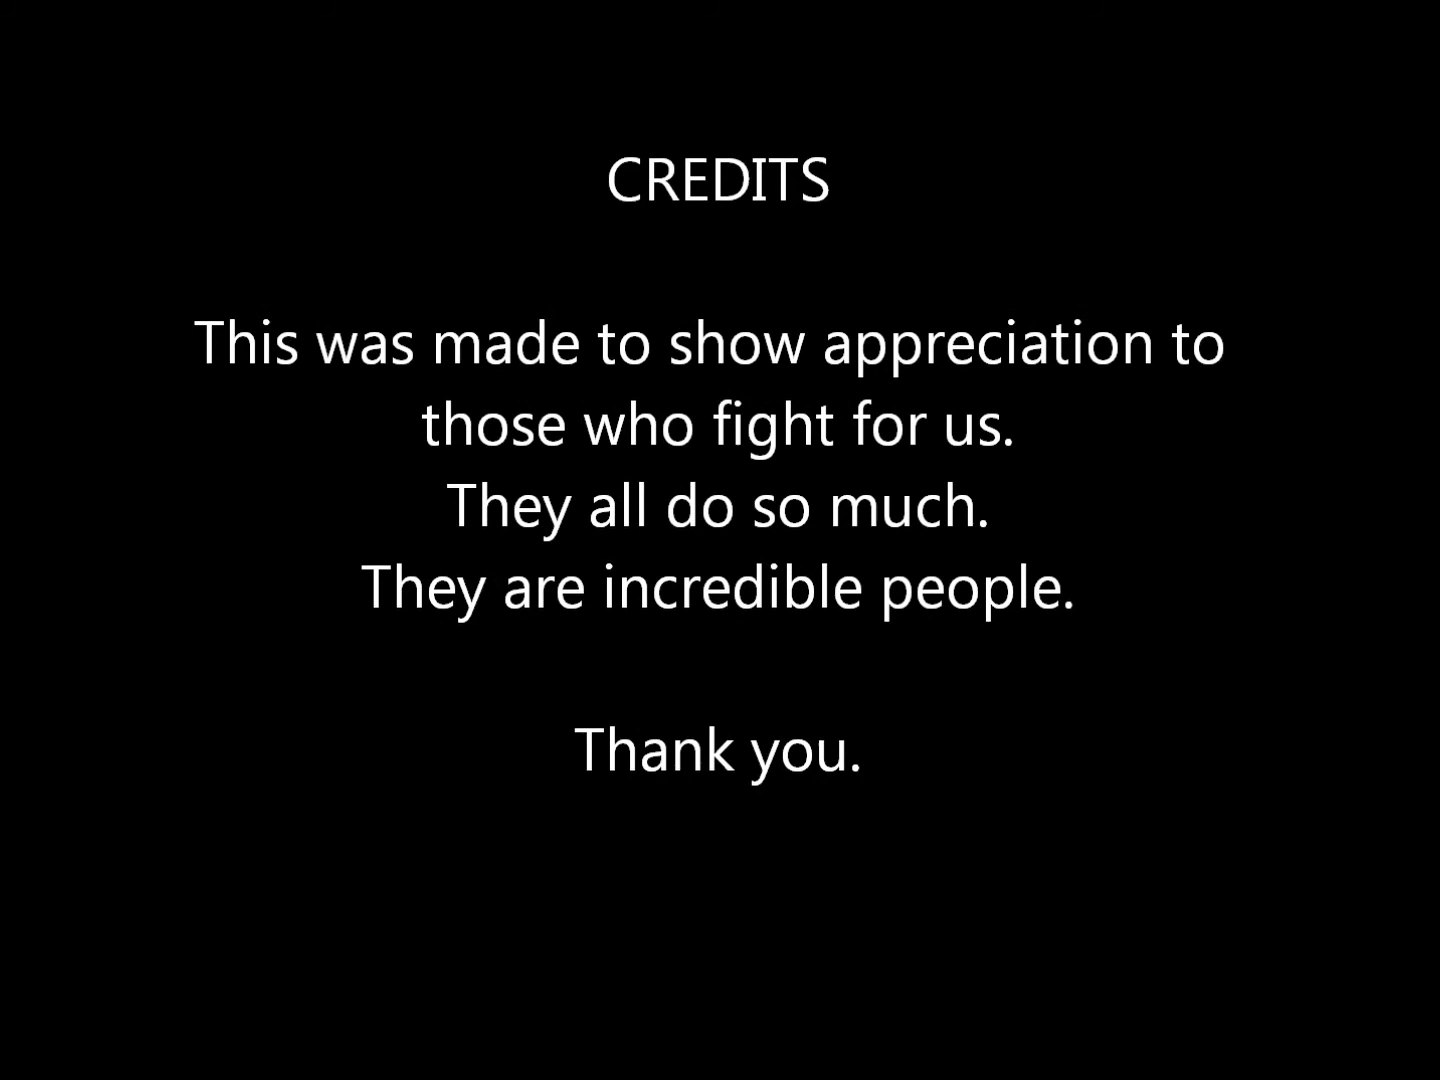 CREDITS
This was made to show appreciation to
those who fight for us.
They all do so much.
They are incredible people.
Thank you.